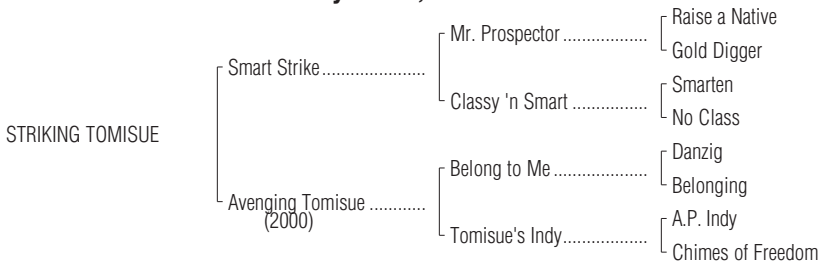 Raise a Native
Mr. Prospector ..................
Gold Digger
Smart Strike......................
Smarten
Classy 'n Smart ................
No Class
STRIKING TOMISUE
Danzig
Belong to Me ....................
Belonging
Avenging Tomisue ............
(2000)
A.P. Indy
Tomisue's Indy..................
Chimes of Freedom